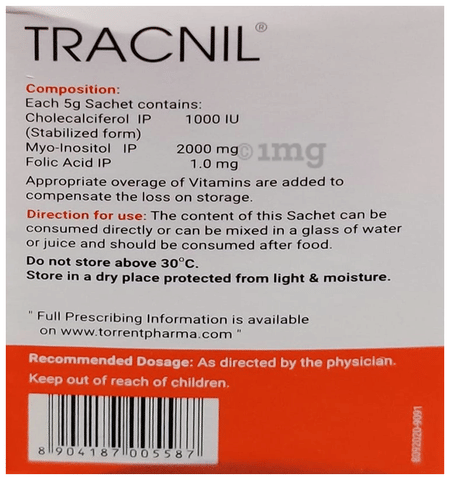 TRACNIL®
Composition:
Each 5g Sachet contains:
Cholecalciferol IP 1000 IU
(Stabilized form)
Myo-Inositol IP 2000 mg
Folic Acid IP 1.0 mg
©1mg
Appropriate overage of Vitamins are added to
compensate the loss on storage.
Direction for use: The content of this Sachet can be
consumed directly or can be mixed in a glass of water
or juice and should be consumed after food.
Do not store above 30°C.
Store in a dry place protected from light & moisture.
" Full Prescribing Information is available
on www.torrentpharma.com "
Recommended Dosage: As directed by the physician.
Keep out of reach of children.
8 904187 005587